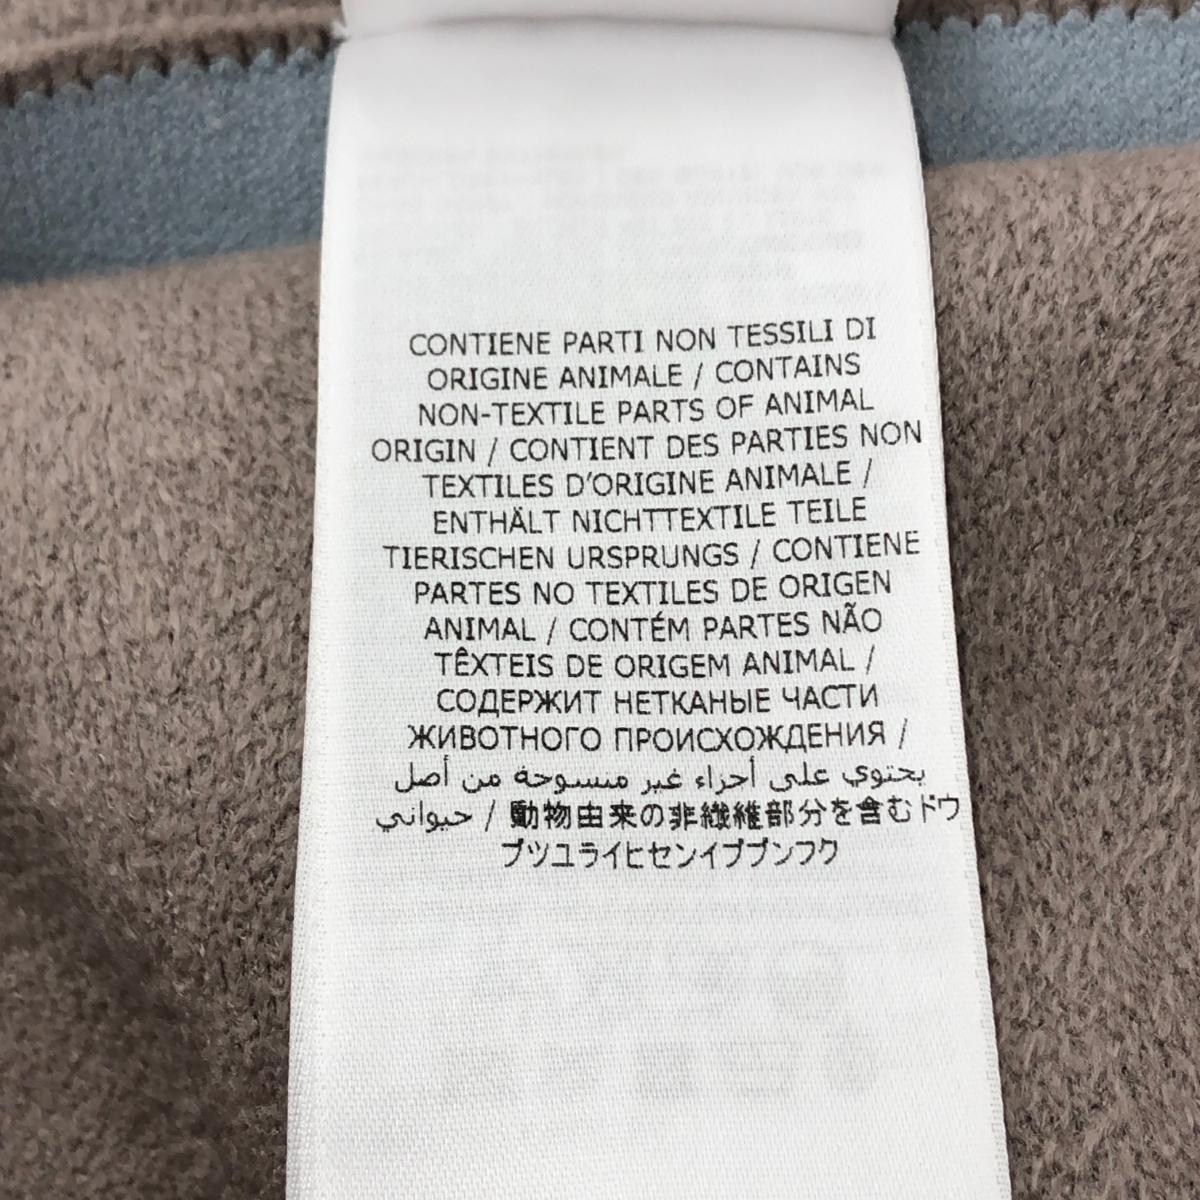 CONTIENE PARTI NON TESSILI DI
ORIGINE ANIMALE / CONTAINS
NON-TEXTILE PARTS OF ANIMAL
ORIGIN / CONTIENT DES PARTIES NON
TEXTILES D'ORIGINE ANIMALE /
ENTHÄLT NICHTTEXTILE TEILE
TIERISCHEN URSPRUNGS / CONTIENE
PARTES NO TEXTILES DE ORIGEN
ANIMAL / CONTÉM PARTES NÃO
TÊXTEIS DE ORIGEM ANIMAL /
СОДЕРЖИТ НЕТКАНЫЕ ЧАСТИ
ЖИВОТНОГО ПРОИСХОЖДЕНИЯ /
يحتوي على أجزاء غير منسوجة من أصل
حيواني / 動物由来の非繊維部分を含むドウ
ブツユライヒセンイブブンフク